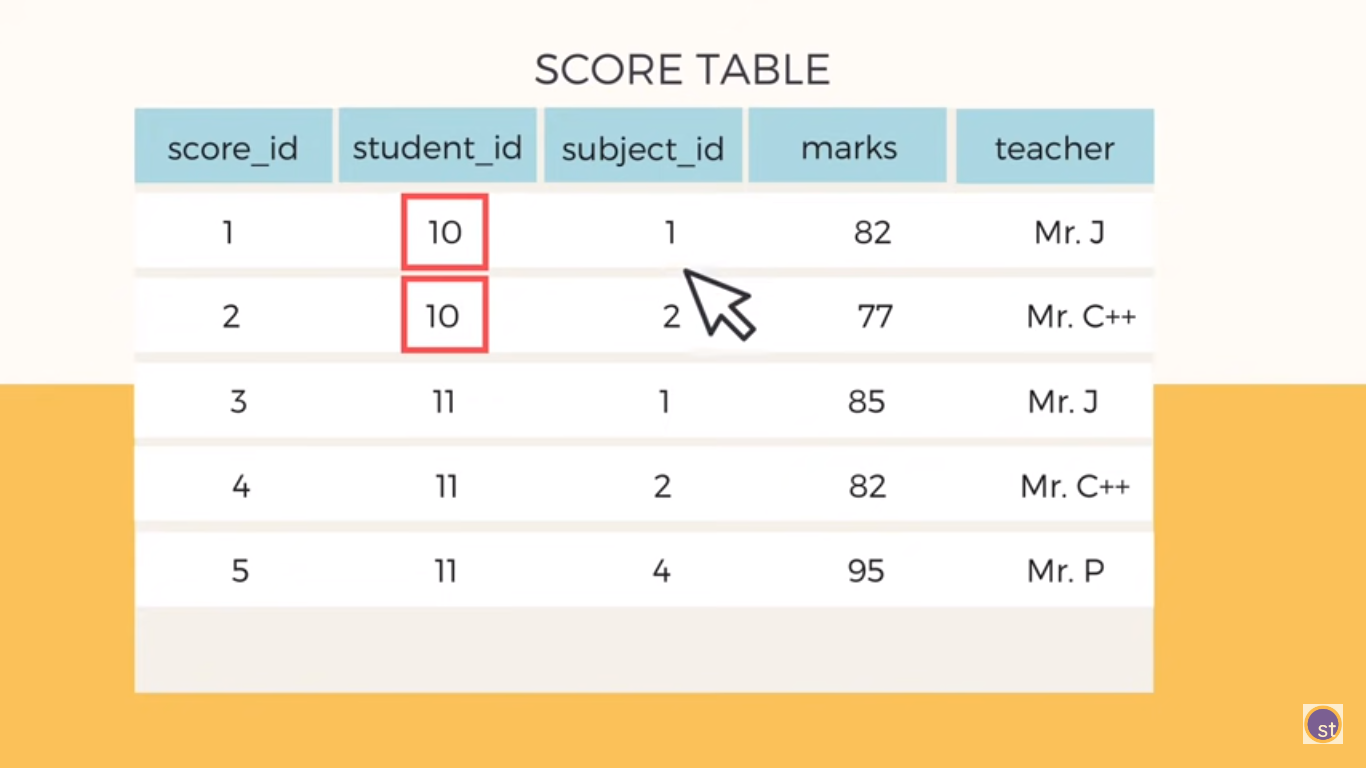 SCORE TABLE
score_id student_id subject_id marks teacher
1 10 1 82 Mr. J
2 10 2 77 Mr. C++
3 11 1 85 Mr. J
4 11 2 82 Mr. C++
5 11 4 95 Mr. P
st